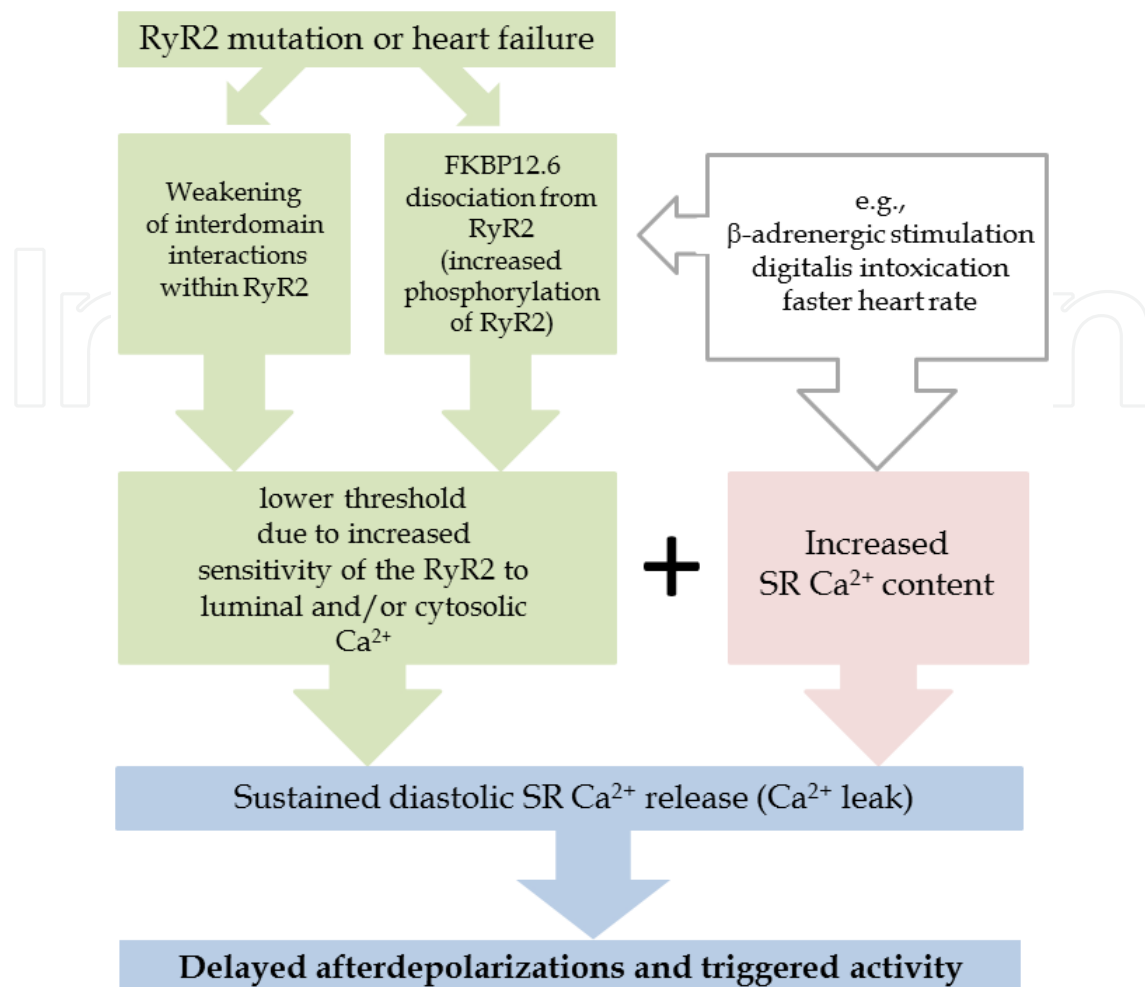 RyR2 mutation or heart failure
Weakening
of interdomain
interactions
within RyR2
FKBP12.6
disociation from
RyR2
(increased
phosphorylation
of RyR2)
e.g.,
β-adrenergic stimulation
digitalis intoxication
faster heart rate
lower threshold
due to increased
sensitivity of the RyR2 to
luminal and/or cytosolic
Ca²⁺
+
Increased
SR Ca²⁺ content
Sustained diastolic SR Ca²⁺ release (Ca²⁺ leak)
Delayed afterdepolarizations and triggered activity